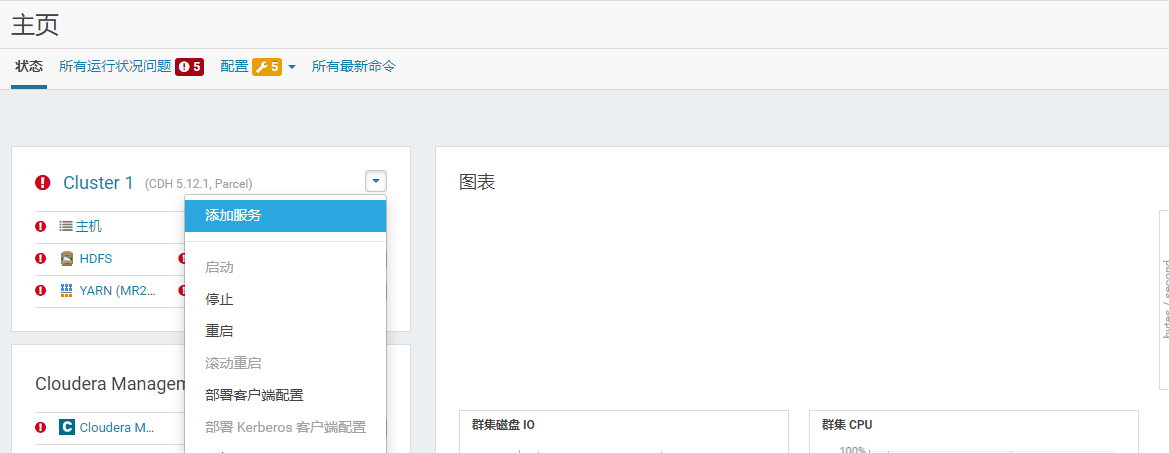 主页
状态 所有运行状况问题 5 配置 5 所有最新命令
Cluster 1 (CDH 5.12.1, Parcel)
主机
HDFS
YARN (MR2...
添加服务
启动
停止
重启
滚动重启
部署客户端配置
部署 Kerberos 客户端配置
Cloudera Managem
C Cloudera M...
图表
bytes / second
群集磁盘 IO
群集 CPU
100%